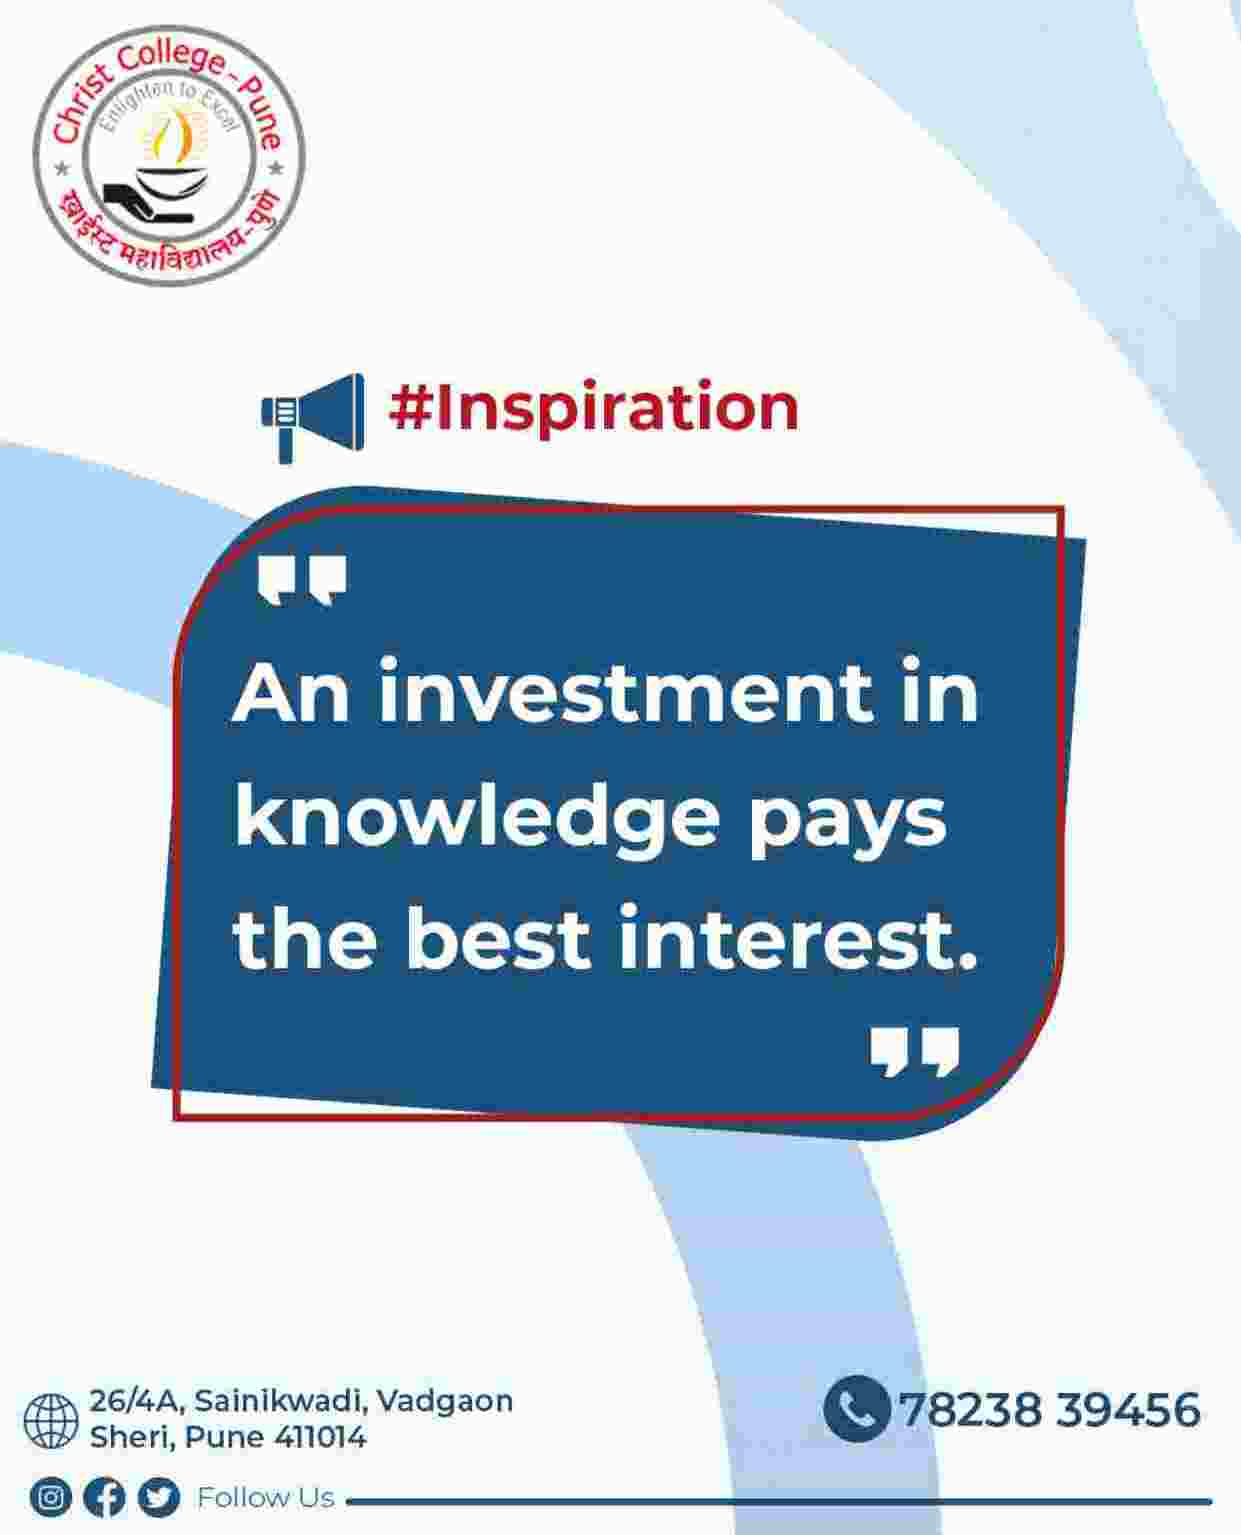 Christ College - Pune
Enlighten to Excel
ख्राईस्ट महाविद्यालय-पुणे
#Inspiration
An investment in
knowledge pays
the best interest.
26/4A, Sainikwadi, Vadgaon
Sheri, Pune 411014
78238 39456
Follow Us